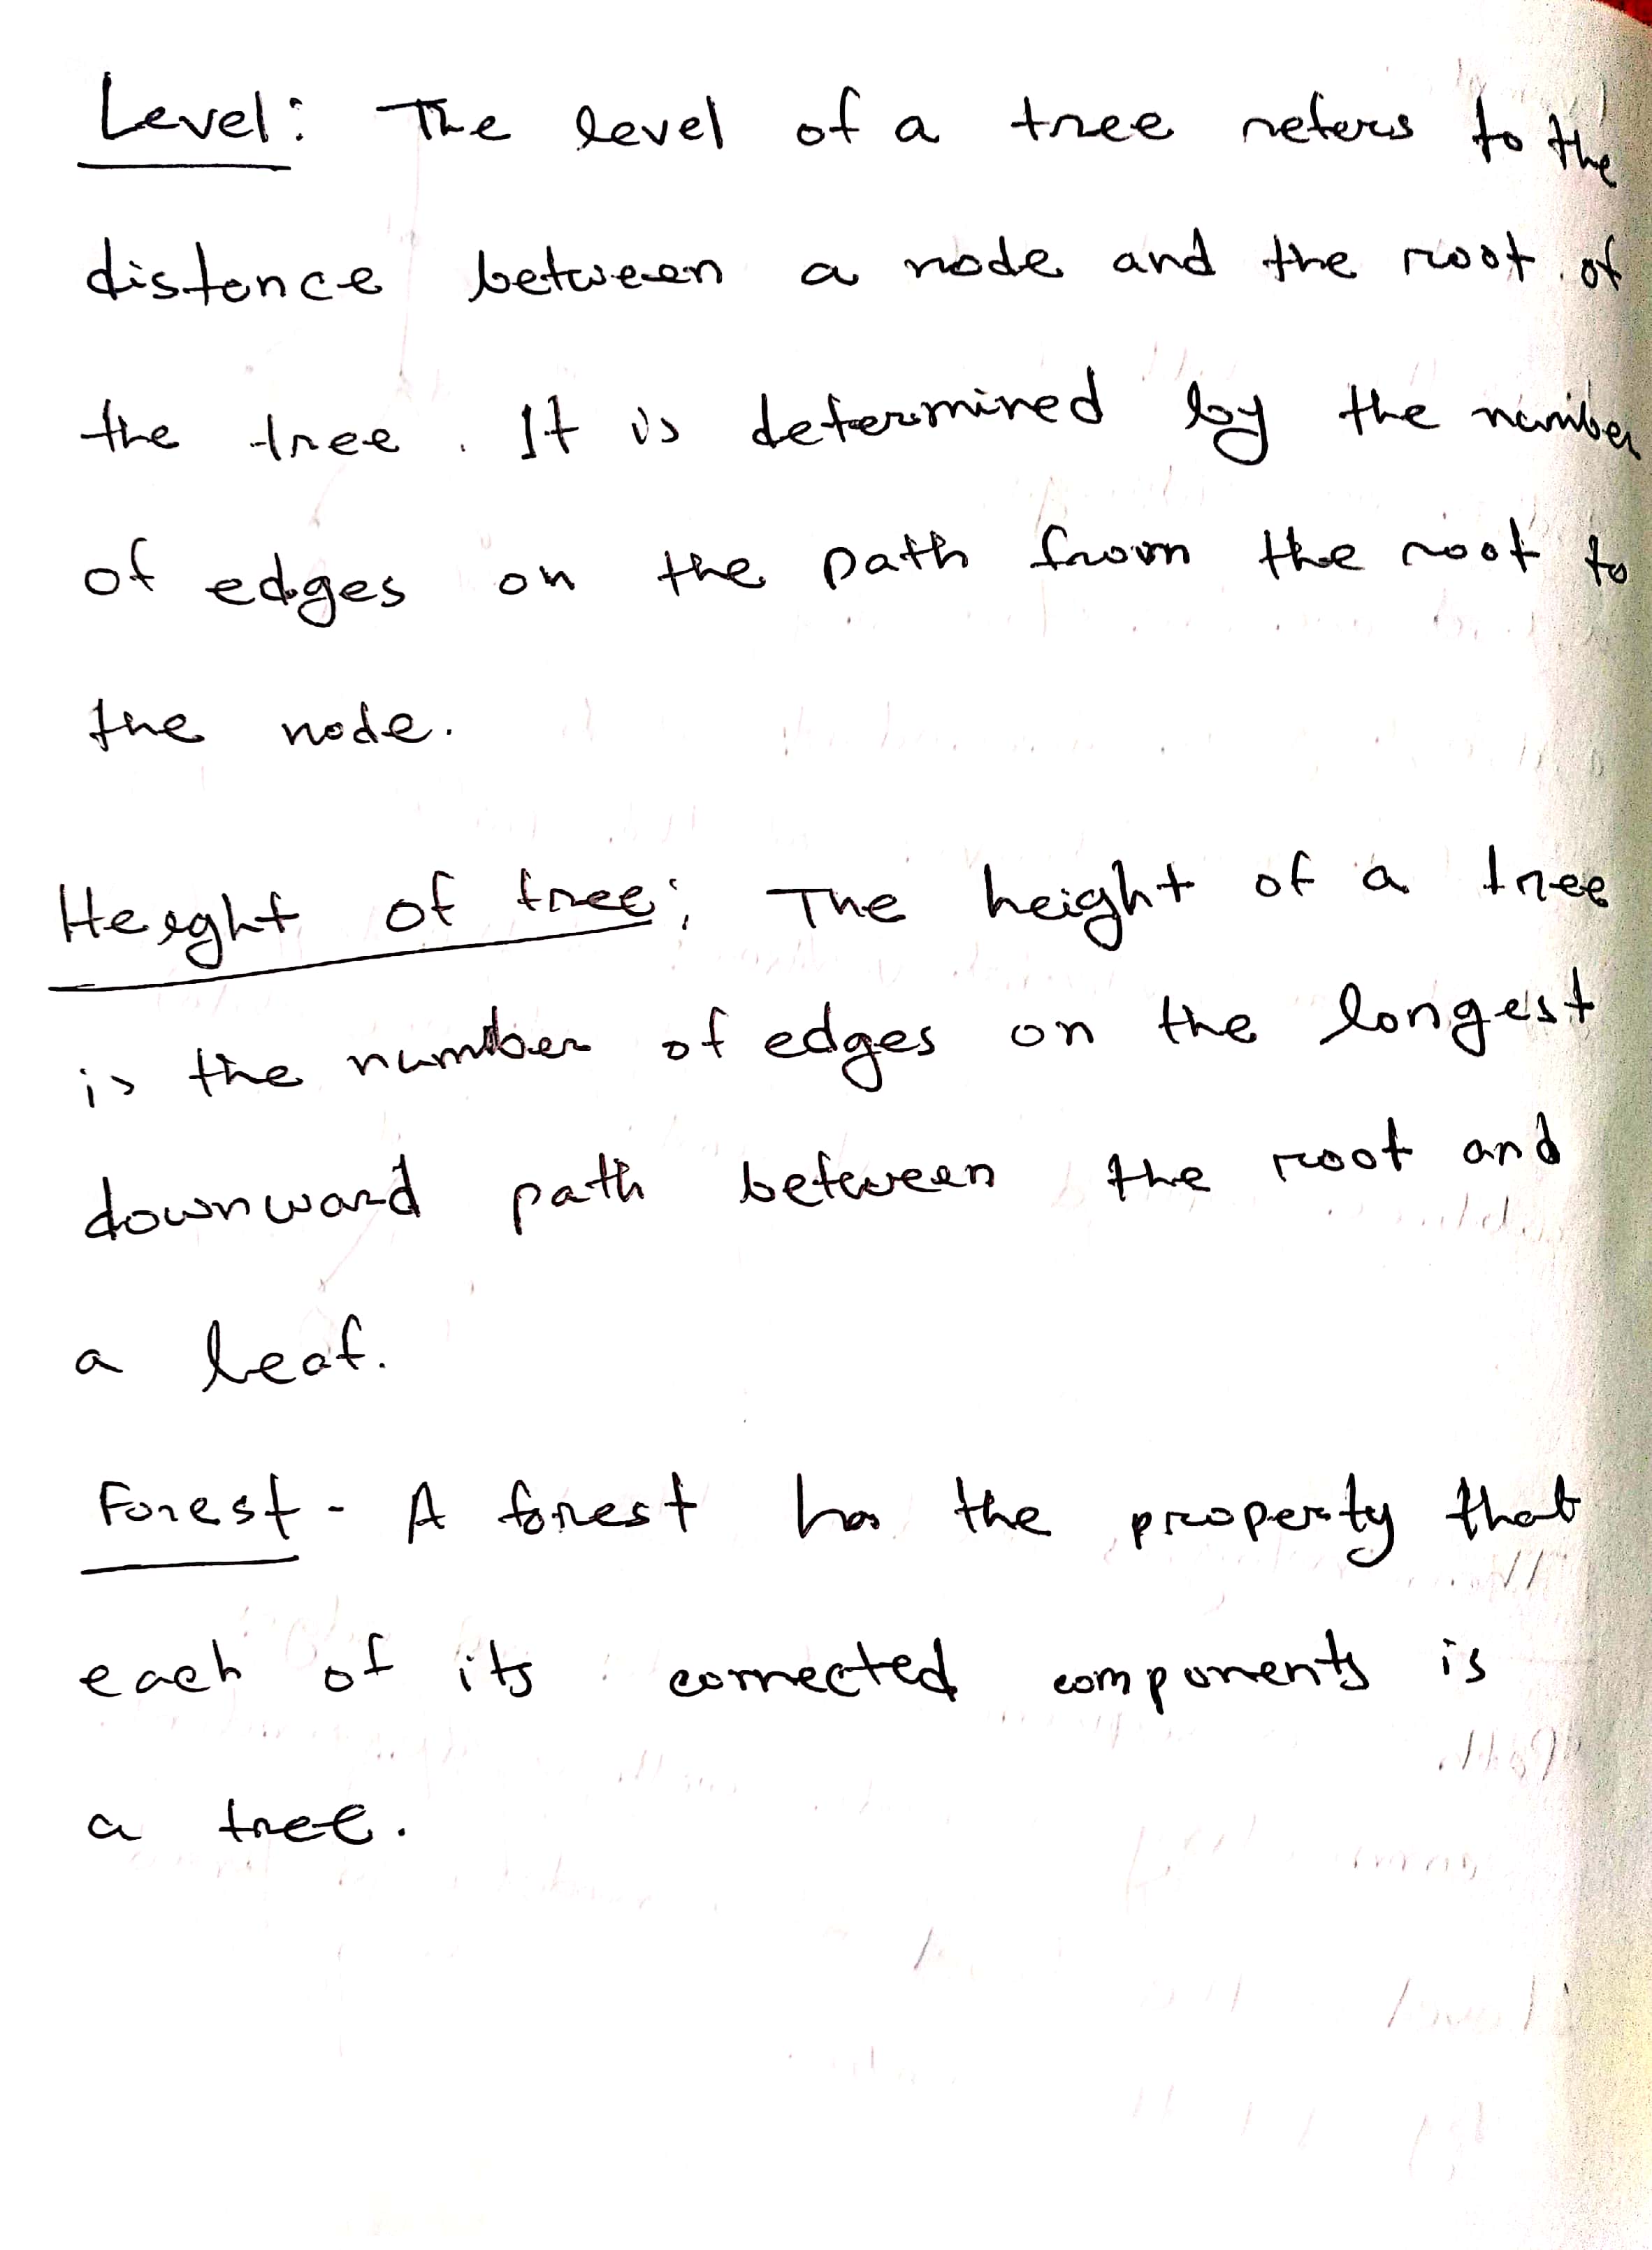 Level: The level of a tree refers to the
distance between a node and the root of
the tree. It is determined by the number
of edges on the path from the root to
the node.
Height of tree: The height of a tree
is the number of edges on the longest
downward path between the root and
a leaf.
Forest - A forest has the property that
each of its connected components is
a tree.